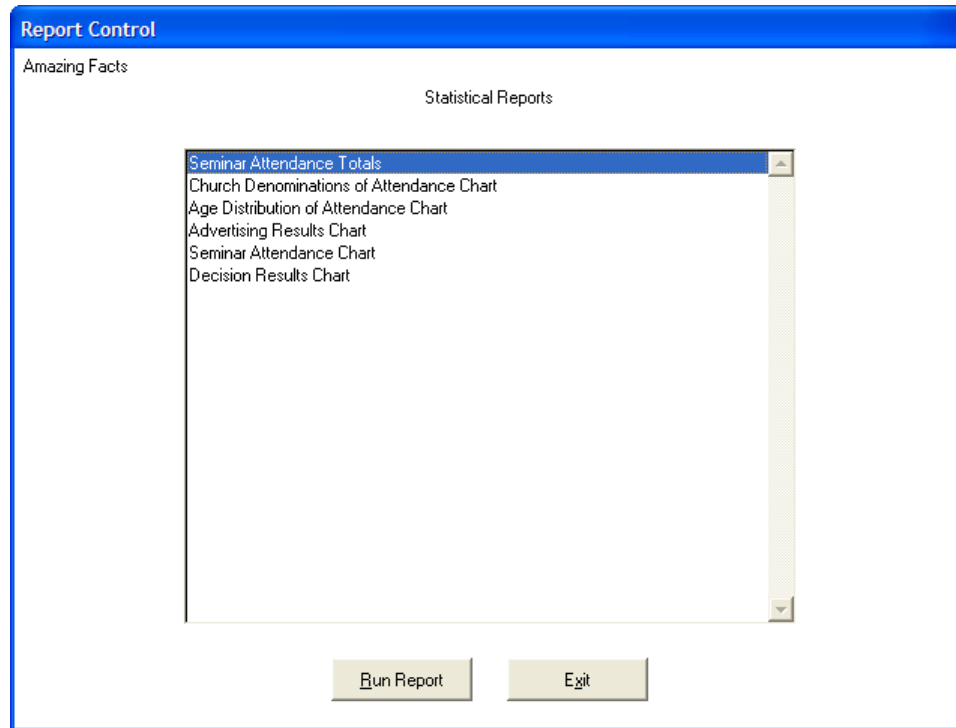 Report Control
Amazing Facts
Statistical Reports
Seminar Attendance Totals
Church Denominations of Attendance Chart
Age Distribution of Attendance Chart
Advertising Results Chart
Seminar Attendance Chart
Decision Results Chart
Run Report
Exit